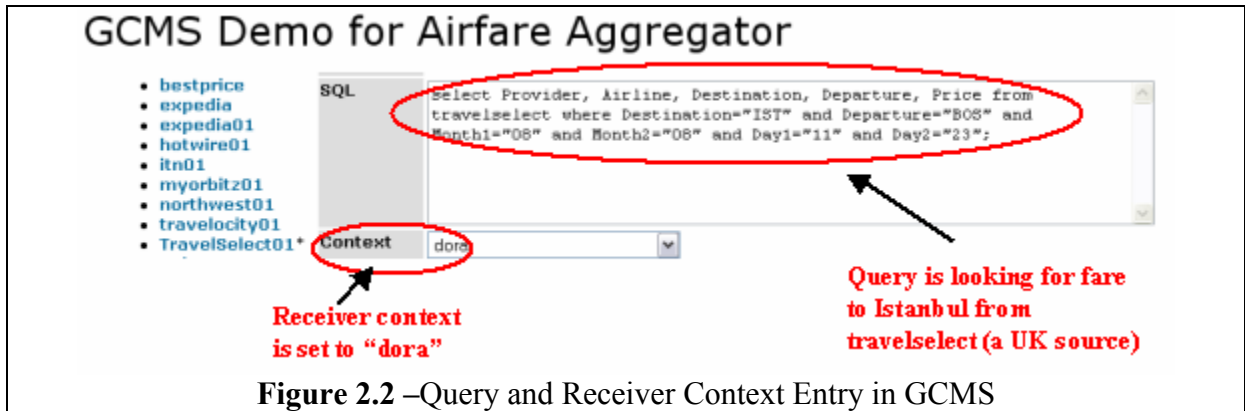 GCMS Demo for Airfare Aggregator
• bestprice
• expedia
• expedia01
• hotwire01
• itn01
• myorbitz01
• northwest01
• travelocity01
• TravelSelect01*
SQL
Select Provider, Airline, Destination, Departure, Price from
travelselect where Destination="IST" and Departure="BOS" and
Month1="08" and Month2="08" and Day1="11" and Day2="23";
Context
dora
Receiver context
is set to “dora”
Query is looking for fare
to Istanbul from
travelselect (a UK source)
Figure 2.2 –Query and Receiver Context Entry in GCMS